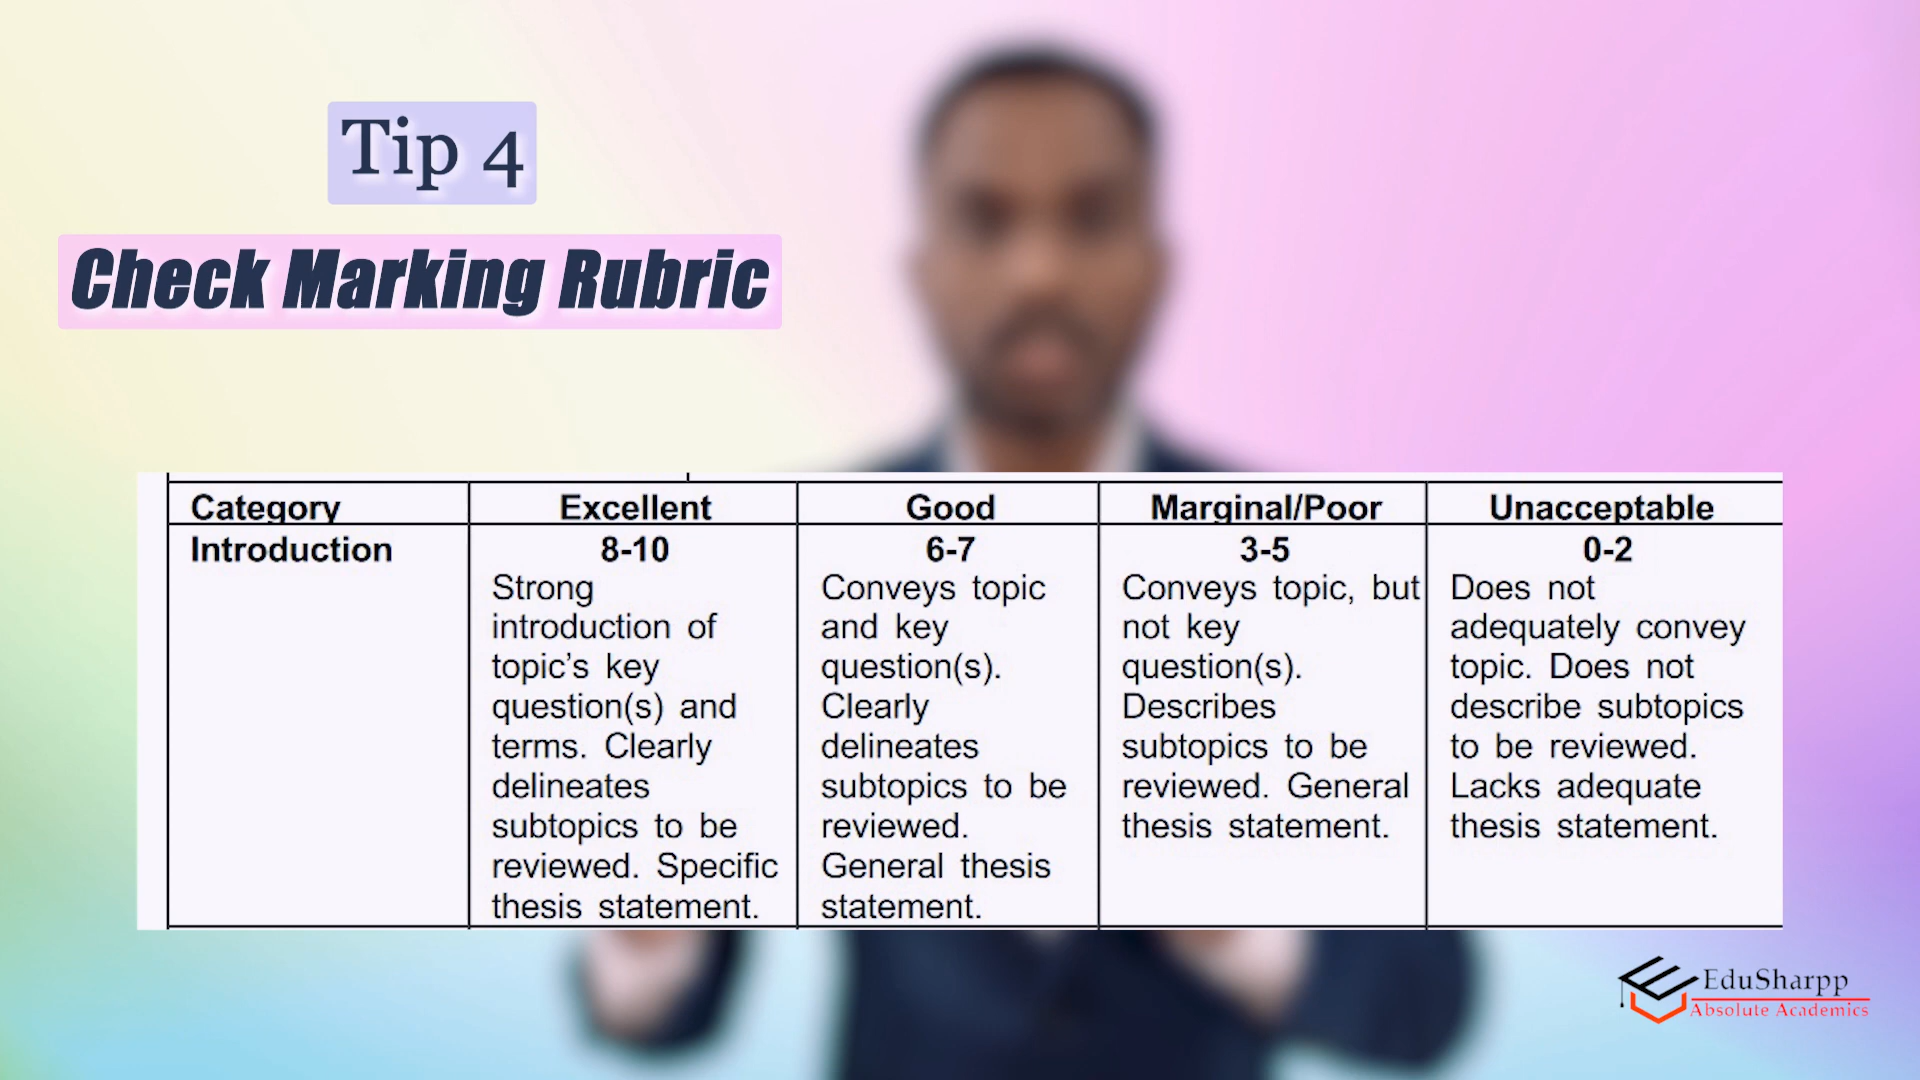 Tip 4
Check Marking Rubric
Category Excellent Good Marginal/Poor Unacceptable
Introduction 8-10 6-7 3-5 0-2
Strong
introduction of
topic’s key
question(s) and
terms. Clearly
delineates
subtopics to be
reviewed. Specific
thesis statement.
Conveys topic
and key
question(s).
Clearly
delineates
subtopics to be
reviewed.
General thesis
statement.
Conveys topic, but
not key
question(s).
Describes
subtopics to be
reviewed. General
thesis statement.
Does not
adequately convey
topic. Does not
describe subtopics
to be reviewed.
Lacks adequate
thesis statement.
EduSharpp
Absolute Academics